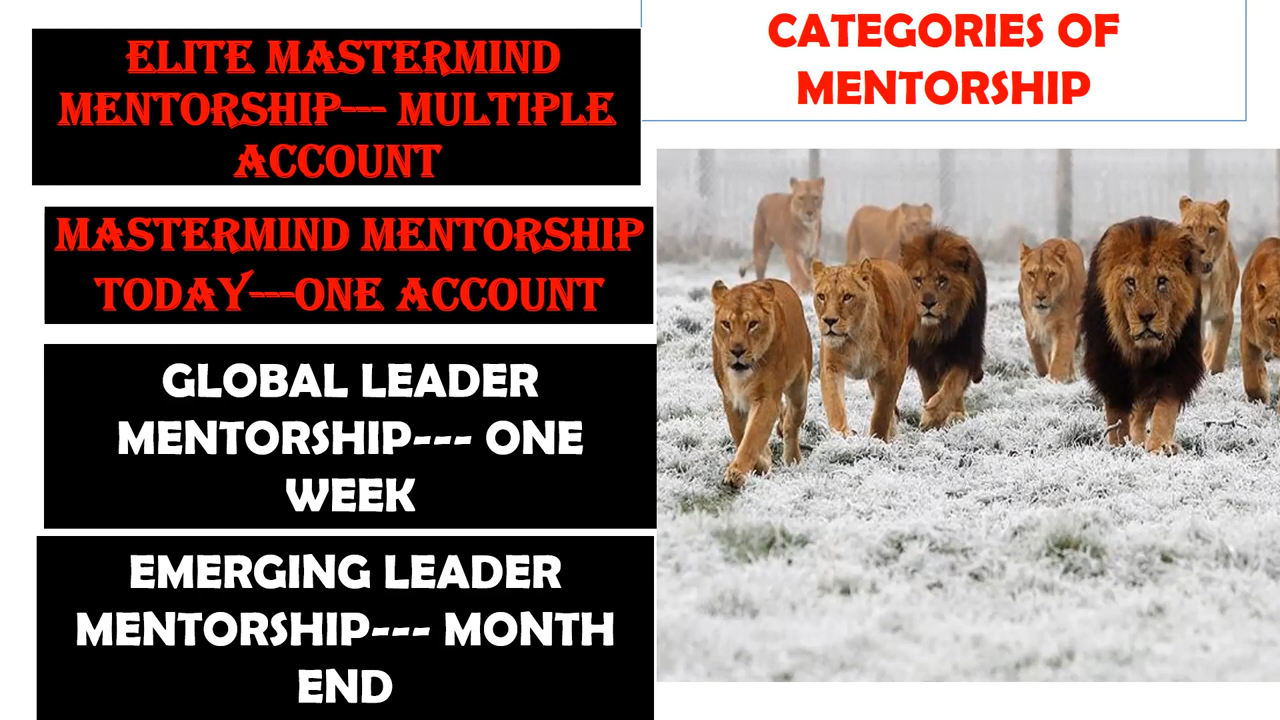 CATEGORIES OF
MENTORSHIP
ELITE MASTERMIND
MENTORSHIP--- MULTIPLE
ACCOUNT
MASTERMIND MENTORSHIP
TODAY---ONE ACCOUNT
GLOBAL LEADER
MENTORSHIP--- ONE
WEEK
EMERGING LEADER
MENTORSHIP--- MONTH
END